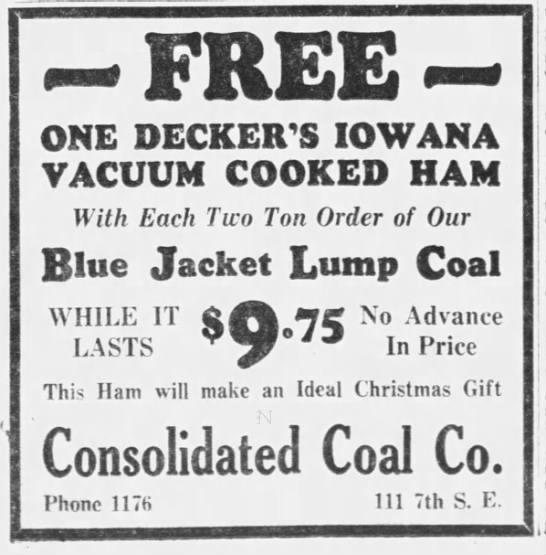 — FREE —
ONE DECKER'S IOWANA
VACUUM COOKED HAM
With Each Two Ton Order of Our
Blue Jacket Lump Coal
WHILE IT
LASTS
$9.75
No Advance
In Price
This Ham will make an Ideal Christmas Gift
N
Consolidated Coal Co.
Phone 1176
111 7th S. E.